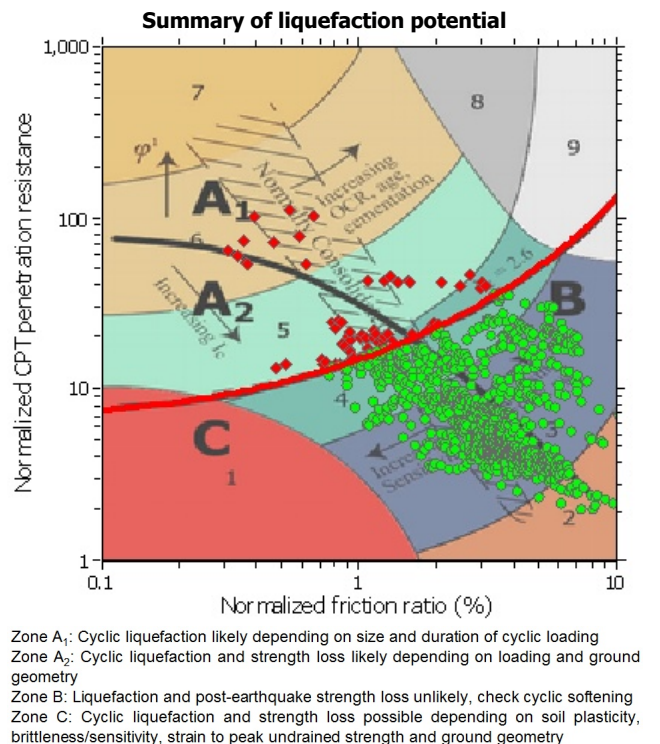 Summary of liquefaction potential
1,000
7
8
9
φ'
Increasing
OCR, age,
cementation
A1
Normally Consolidated
100
6
= 2.6
A2
B
Increasing Ic
5
10
4
3
C
1
Increasing
Sensitivity
2
1
0.1
1
10
Normalized CPT penetration resistance
Normalized friction ratio (%)
Zone A1: Cyclic liquefaction likely depending on size and duration of cyclic loading
Zone A2: Cyclic liquefaction and strength loss likely depending on loading and ground
geometry
Zone B: Liquefaction and post-earthquake strength loss unlikely, check cyclic softening
Zone C: Cyclic liquefaction and strength loss possible depending on soil plasticity,
brittleness/sensitivity, strain to peak undrained strength and ground geometry